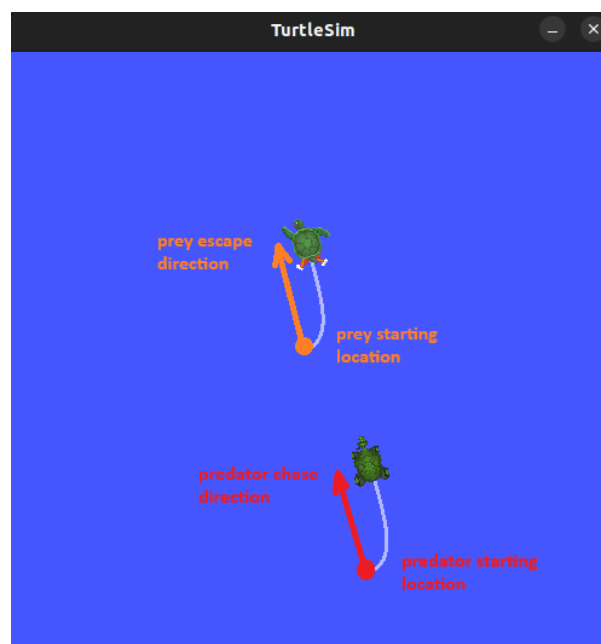 TurtleSim
prey escape
direction
prey starting
location
predator chase
direction
predator starting
location